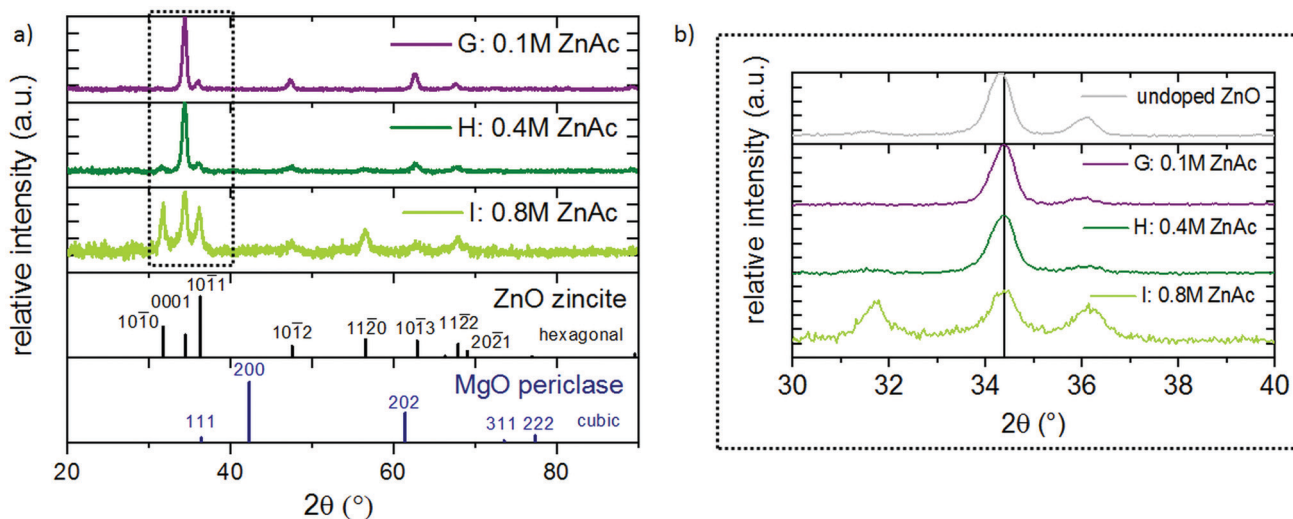 a)
relative intensity (a.u.)
G: 0.1M ZnAc
H: 0.4M ZnAc
I: 0.8M ZnAc
ZnO zincite
hexagonal
101̅0
0001
101̅1
101̅2
112̅0
101̅3
112̅2
202̅1
MgO periclase
cubic
111
200
202
311
222
20
40
60
80
2θ (°)
b)
relative intensity (a.u.)
undoped ZnO
G: 0.1M ZnAc
H: 0.4M ZnAc
I: 0.8M ZnAc
30
32
34
36
38
40
2θ (°)